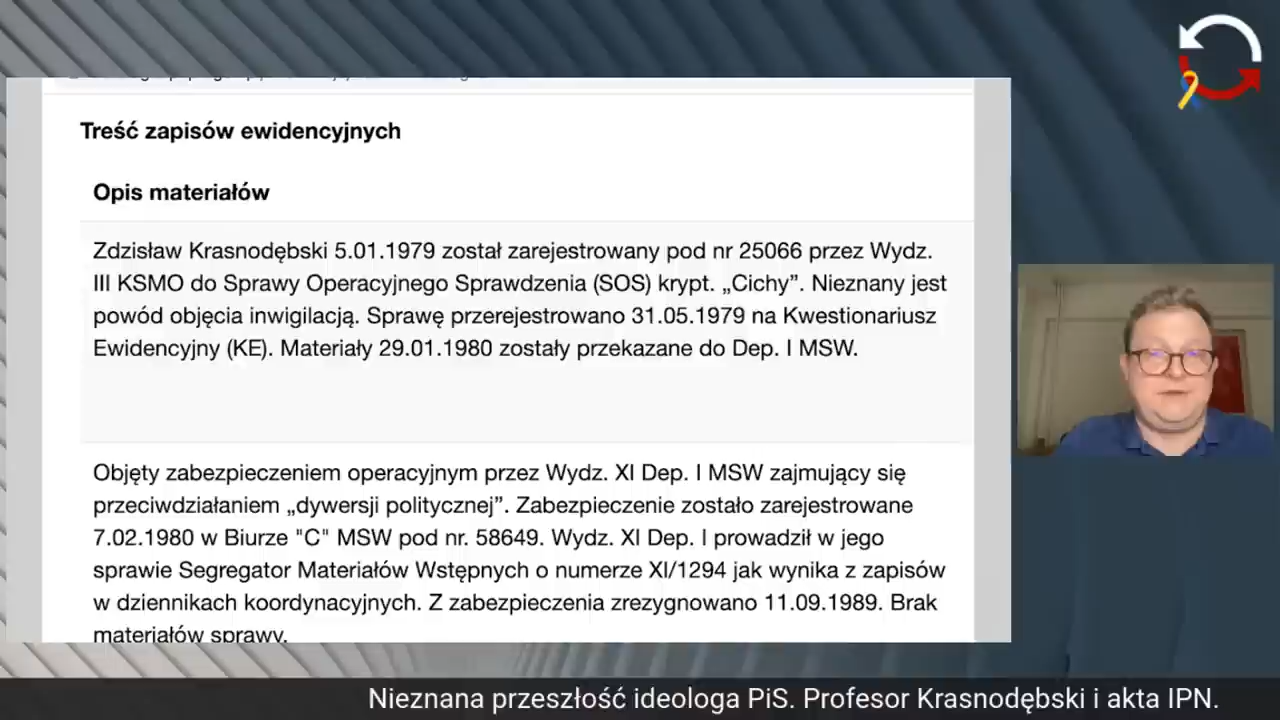 Treść zapisów ewidencyjnych
Opis materiałów
Zdzisław Krasnodębski 5.01.1979 został zarejestrowany pod nr 25066 przez Wydz.
III KSMO do Sprawy Operacyjnego Sprawdzenia (SOS) krypt. „Cichy”. Nieznany jest
powód objęcia inwigilacją. Sprawę przerejestrowano 31.05.1979 na Kwestionariusz
Ewidencyjny (KE). Materiały 29.01.1980 zostały przekazane do Dep. I MSW.
Objęty zabezpieczeniem operacyjnym przez Wydz. XI Dep. I MSW zajmujący się
przeciwdziałaniem „dywersji politycznej”. Zabezpieczenie zostało zarejestrowane
7.02.1980 w Biurze "C" MSW pod nr. 58649. Wydz. XI Dep. I prowadził w jego
sprawie Segregator Materiałów Wstępnych o numerze XI/1294 jak wynika z zapisów
w dziennikach koordynacyjnych. Z zabezpieczenia zrezygnowano 11.09.1989. Brak
materiałów sprawy.
Nieznana przeszłość ideologa PiS. Profesor Krasnodębski i akta IPN.